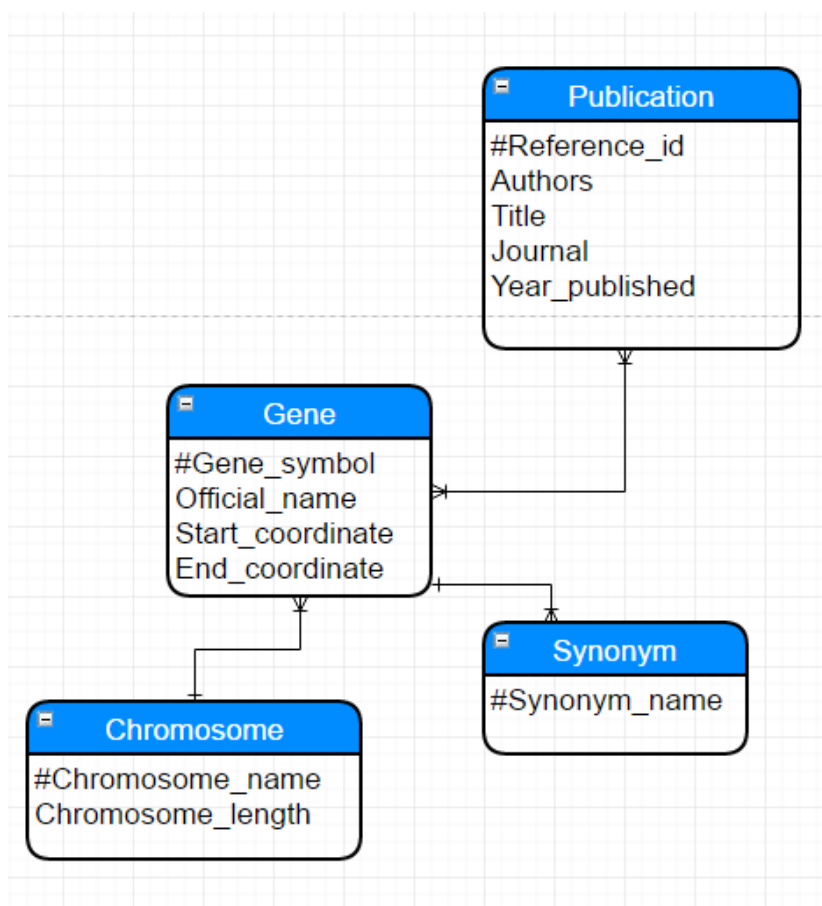 Publication
#Reference_id
Authors
Title
Journal
Year_published
Gene
#Gene_symbol
Official_name
Start_coordinate
End_coordinate
Synonym
#Synonym_name
Chromosome
#Chromosome_name
Chromosome_length